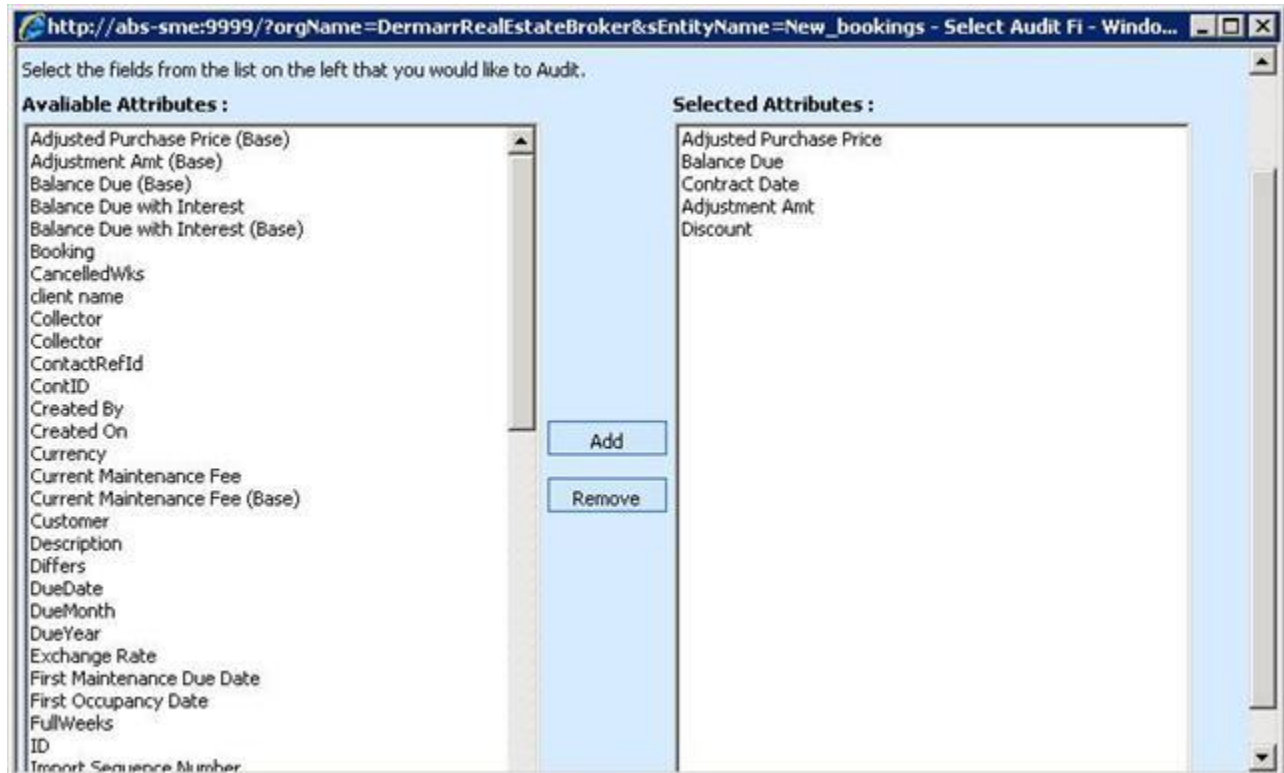 http://abs-sme:9999/?orgName=DermarrRealEstateBroker&sEntityName=New_bookings - Select Audit Fi - Windo...
Select the fields from the list on the left that you would like to Audit.
Avaliable Attributes :
Adjusted Purchase Price (Base)
Adjustment Amt (Base)
Balance Due (Base)
Balance Due with Interest
Balance Due with Interest (Base)
Booking
CancelledWks
client name
Collector
Collector
ContactRefId
ContID
Created By
Created On
Currency
Current Maintenance Fee
Current Maintenance Fee (Base)
Customer
Description
Differs
DueDate
DueMonth
DueYear
Exchange Rate
First Maintenance Due Date
First Occupancy Date
FullWeeks
ID
Import Sequence Number
Add
Remove
Selected Attributes :
Adjusted Purchase Price
Balance Due
Contract Date
Adjustment Amt
Discount